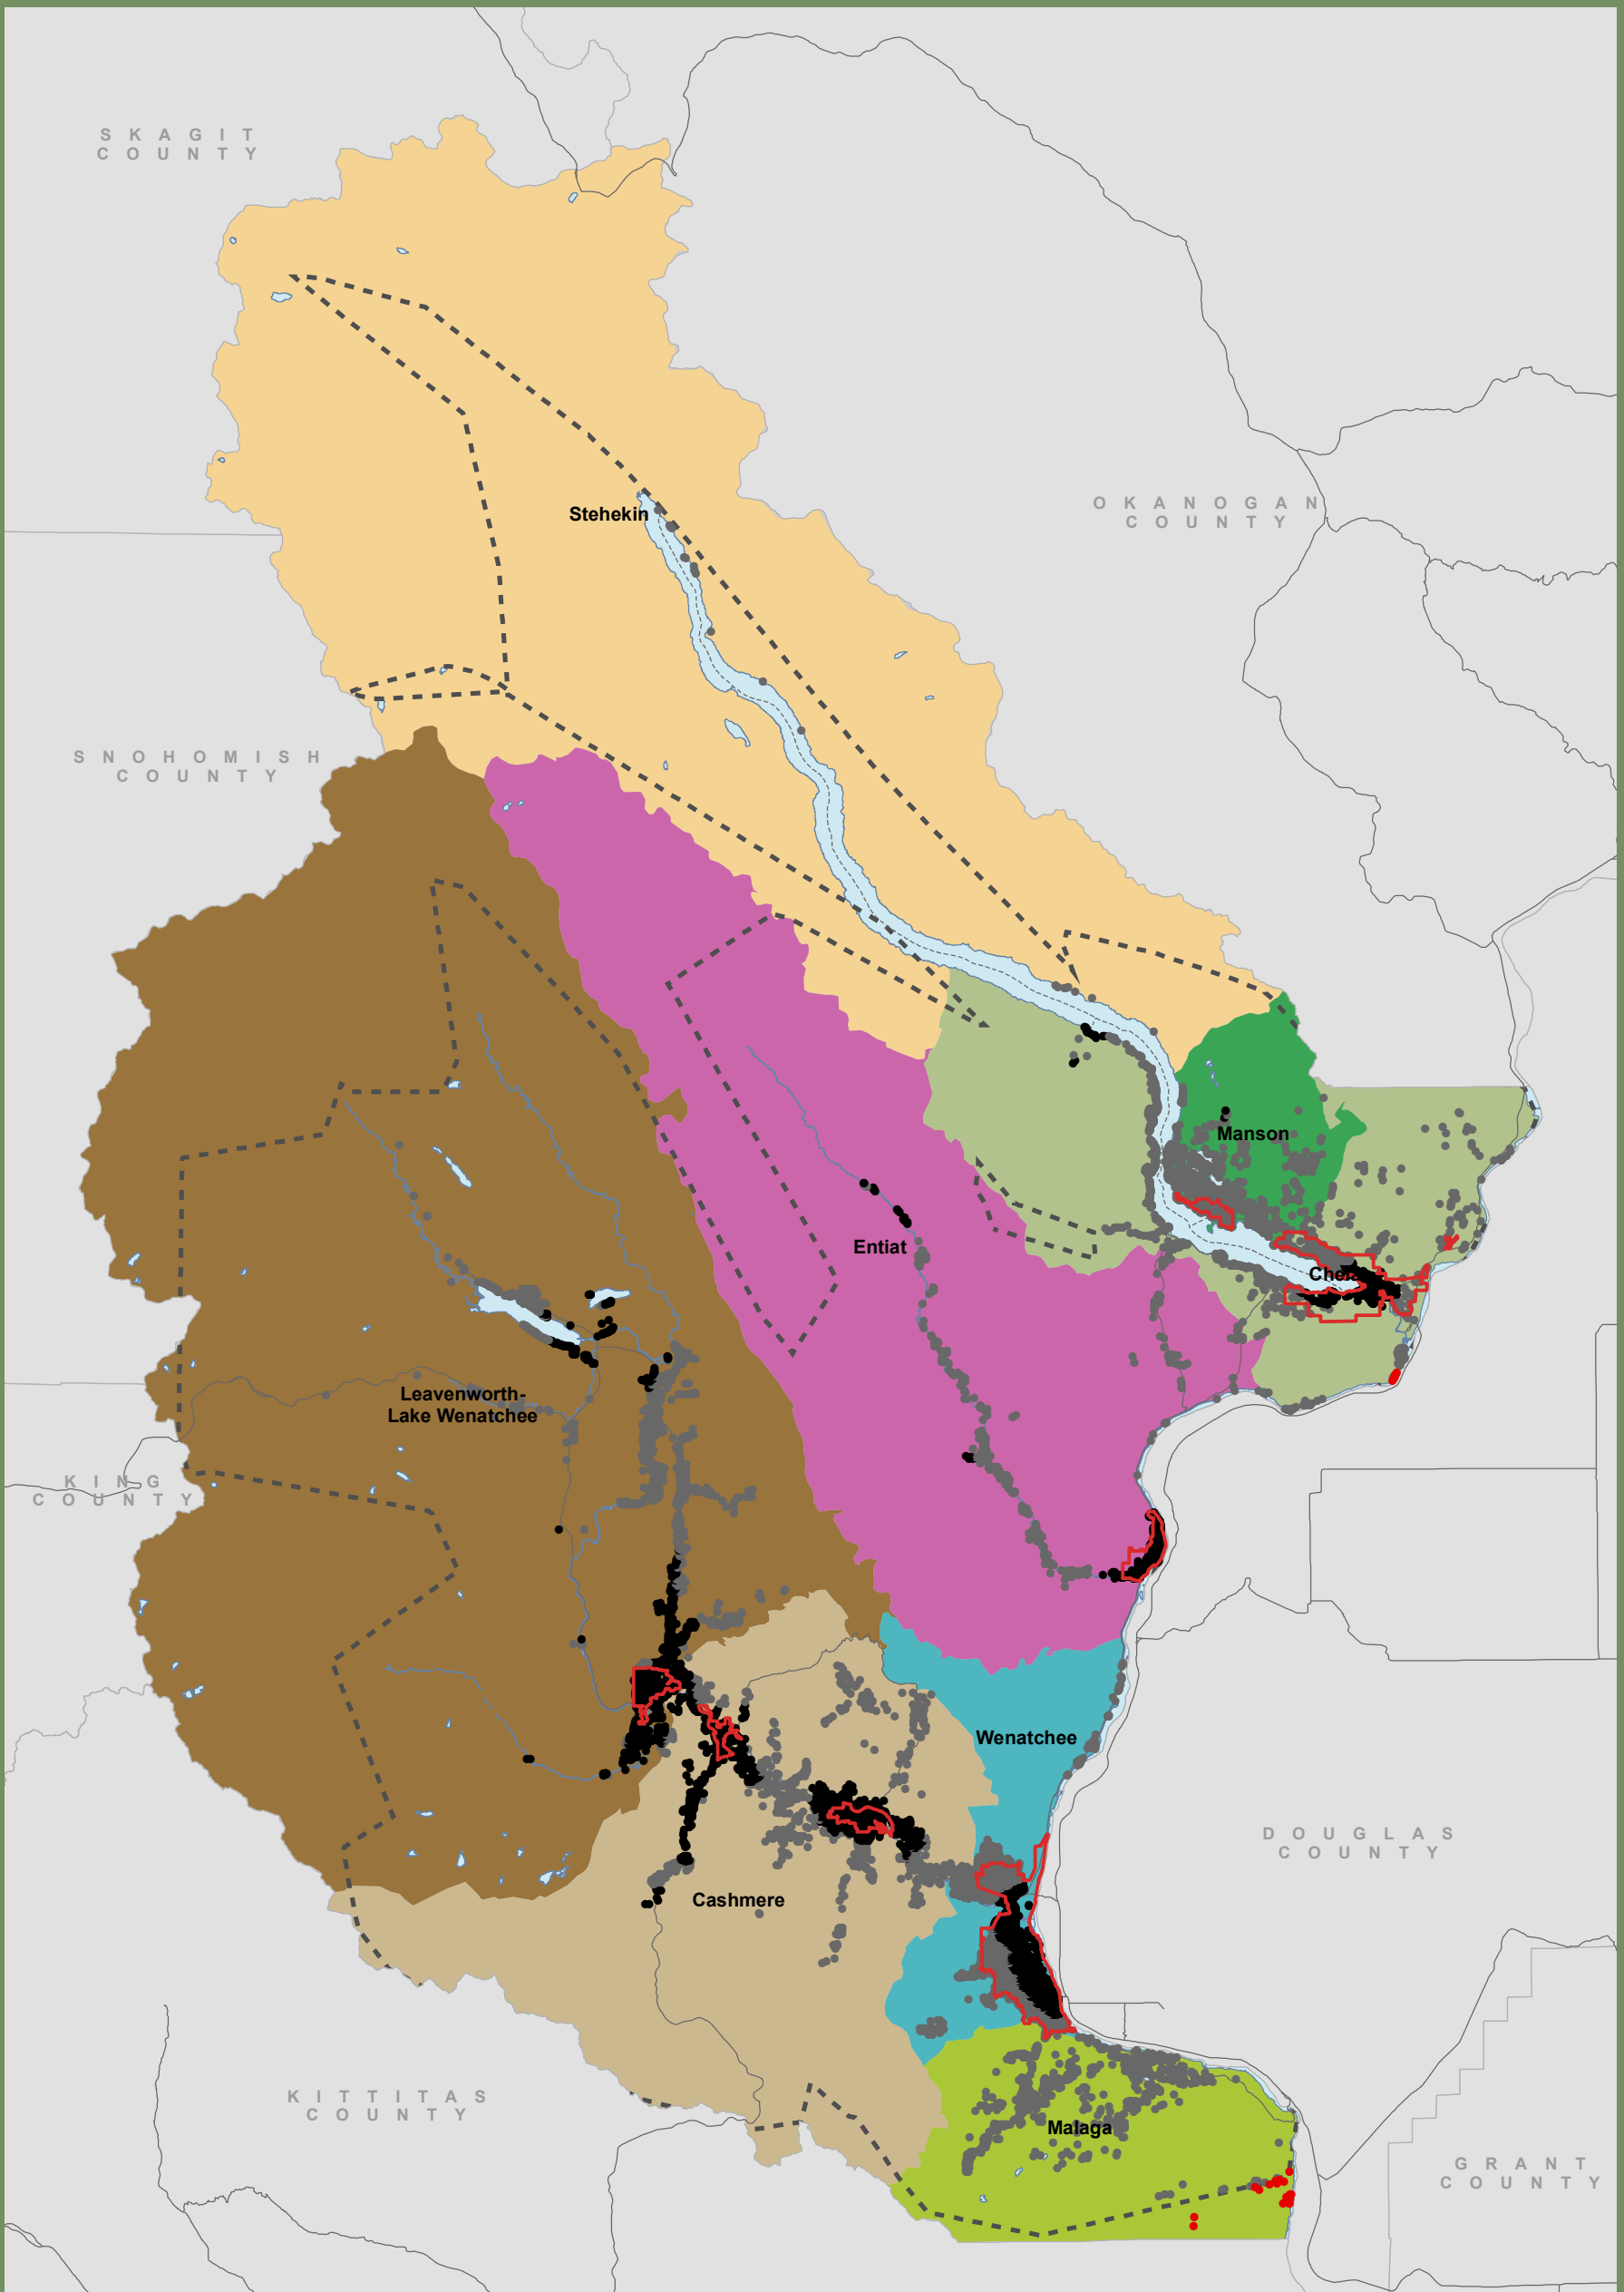 SKAGIT
COUNTY
OKANOGAN
COUNTY
Stehekin
SNOHOMISH
COUNTY
Manson
Entiat
Leavenworth-
Lake Wenatchee
KING
COUNTY
Wenatchee
DOUGLAS
COUNTY
Cashmere
KITTITAS
COUNTY
Malaga
GRANT
COUNTY